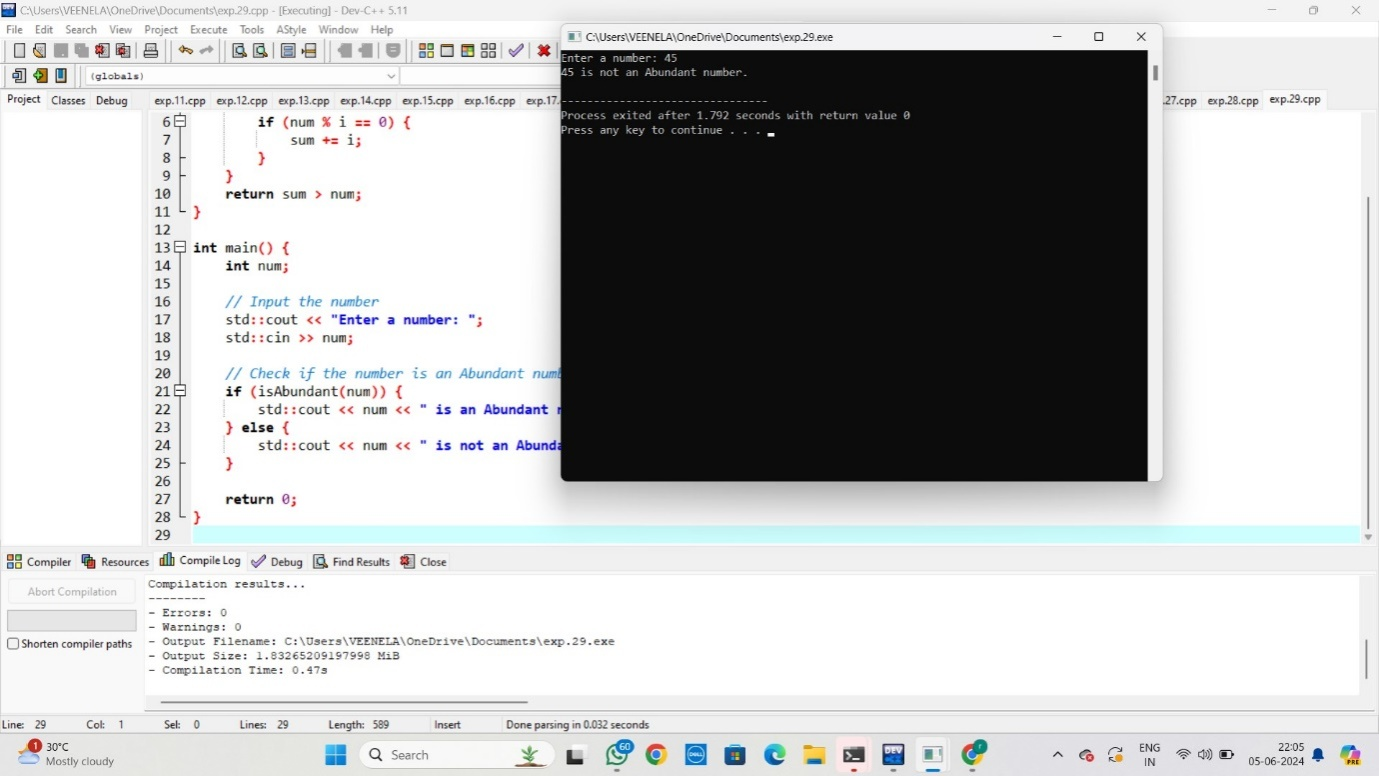 C:\Users\VEENELA\OneDrive\Documents\exp.29.cpp - [Executing] - Dev-C++ 5.11
File Edit Search View Project Execute Tools AStyle Window Help
(globals)
Project Classes Debug
exp.11.cpp exp.12.cpp exp.13.cpp exp.14.cpp exp.15.cpp exp.16.cpp exp.17. .27.cpp exp.28.cpp exp.29.cpp
6 if (num % i == 0) {
7 sum += i;
8 }
9 }
10 return sum > num;
11 }
12
13 int main() {
14 int num;
15
16 // Input the number
17 std::cout << "Enter a number: ";
18 std::cin >> num;
19
20 // Check if the number is an Abundant num
21 if (isAbundant(num)) {
22 std::cout << num << " is an Abundant
23 } else {
24 std::cout << num << " is not an Abunda
25 }
26
27 return 0;
28 }
29
C:\Users\VEENELA\OneDrive\Documents\exp.29.exe
Enter a number: 45
45 is not an Abundant number.
--------------------------------
Process exited after 1.792 seconds with return value 0
Press any key to continue . . .
Compiler Resources Compile Log Debug Find Results Close
Abort Compilation
Shorten compiler paths
Compilation results...
--------
- Errors: 0
- Warnings: 0
- Output Filename: C:\Users\VEENELA\OneDrive\Documents\exp.29.exe
- Output Size: 1.83265209197998 MiB
- Compilation Time: 0.47s
Line: 29 Col: 1 Sel: 0 Lines: 29 Length: 589 Insert Done parsing in 0.032 seconds
1
30°C
Mostly cloudy
Search
DEV
DELL
60
ENG
IN
22:05
05-06-2024
PRE